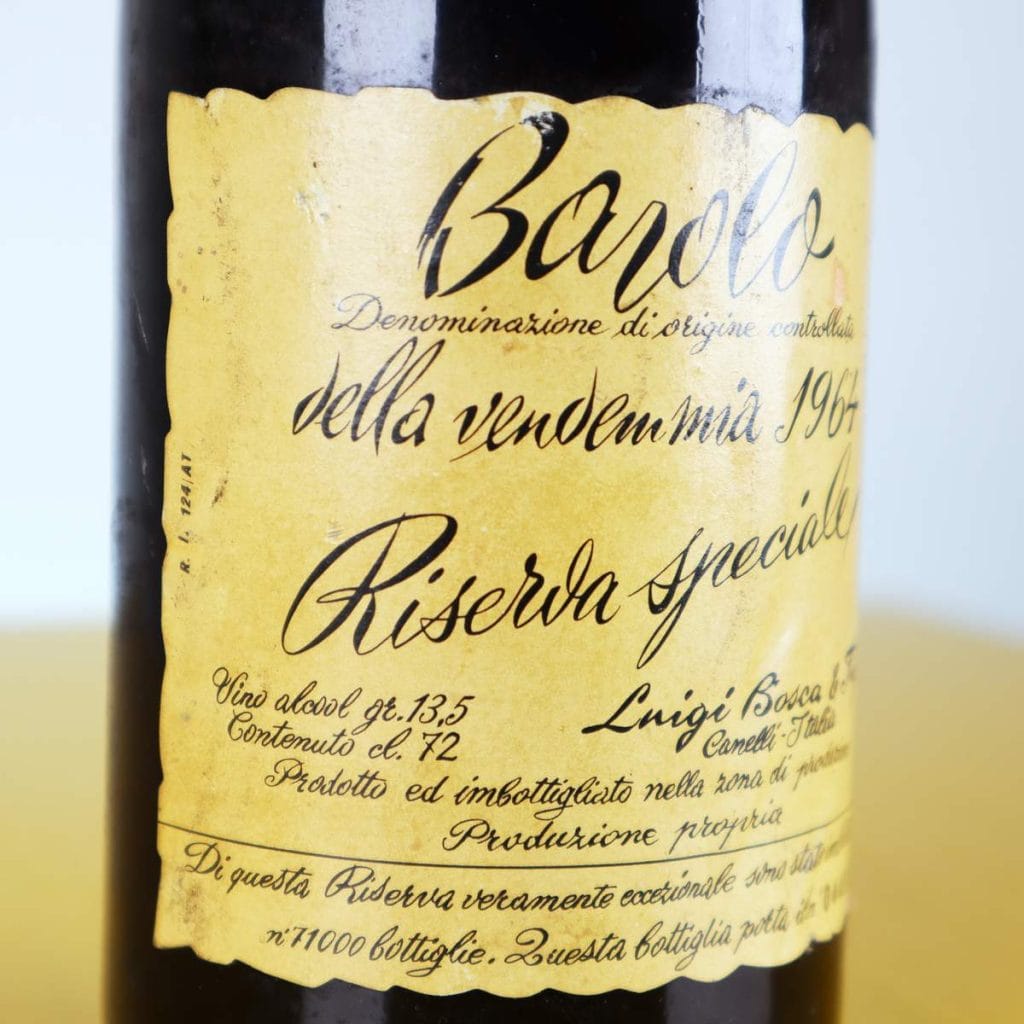 Barolo
Denominazione di origine controllata
della vendemmia 1964
Riserva speciale
R. I. 124/AT
Vino alcool gr. 13,5
Contenuto cl. 72
Luigi Bosca &
Canelli - Italia
Prodotto ed imbottigliato nella zona di
Produzione propria
Di questa Riserva veramente eccezionale sono state
n° 71000 bottiglie. Questa bottiglia porta